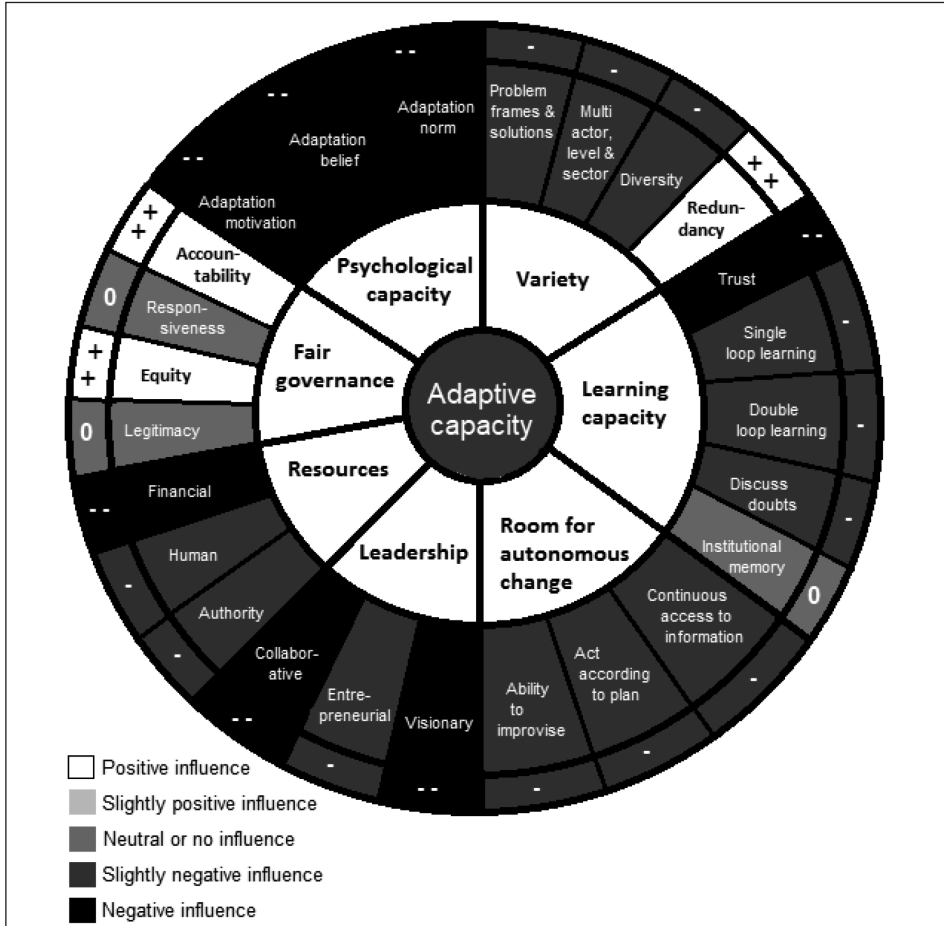 Adaptive
capacity
Psychological
capacity
Adaptation
motivation
--
Adaptation
belief
--
Adaptation
norm
--
Variety
Problem
frames &
solutions
-
Multi
actor,
level &
sector
-
Diversity
-
Redun-
dancy
++
Learning
capacity
Trust
--
Single
loop learning
-
Double
loop learning
-
Discuss
doubts
-
Institutional
memory
0
Room for
autonomous
change
Continuous
access to
information
-
Act
according
to plan
-
Ability
to
improvise
-
Leadership
Visionary
--
Entre-
preneurial
-
Collabor-
ative
--
Resources
Authority
-
Human
-
Financial
--
Fair
governance
Legitimacy
0
Equity
++
Respon-
siveness
0
Accoun-
tability
++
Positive influence
Slightly positive influence
Neutral or no influence
Slightly negative influence
Negative influence